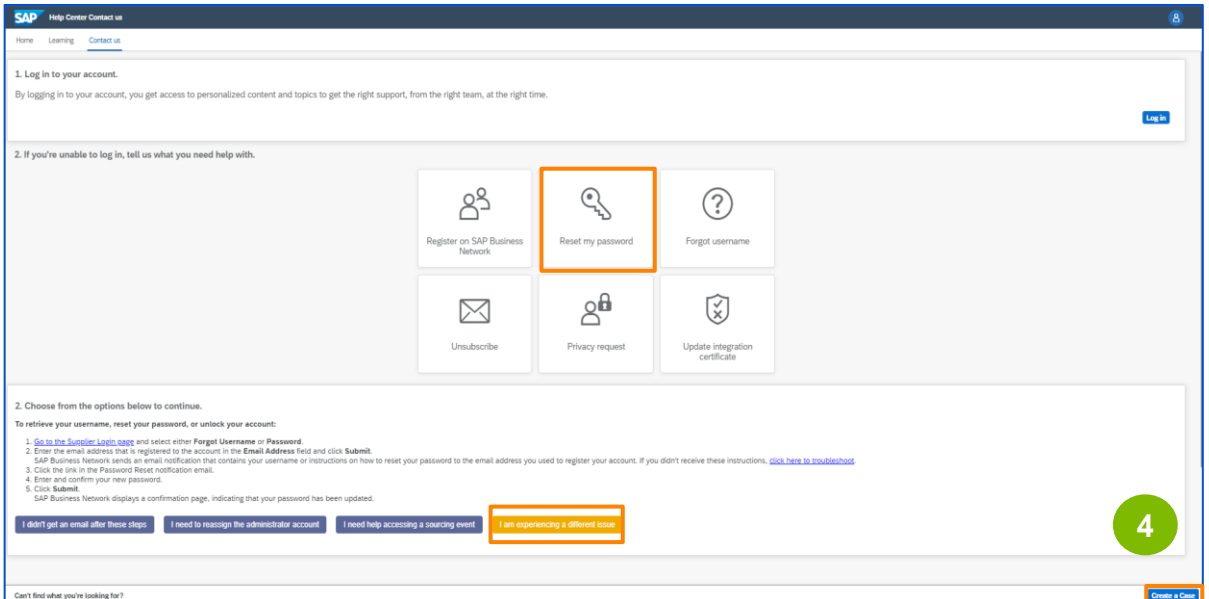 SAP Help Center Contact us
Home Learning Contact us
1. Log in to your account.
By logging in to your account, you get access to personalized content and topics to get the right support, from the right team, at the right time.
Log in
2. If you're unable to log in, tell us what you need help with.
Register on SAP Business
Network
Reset my password
Forgot username
Unsubscribe
Privacy request
Update integration
certificate
2. Choose from the options below to continue.
To retrieve your username, reset your password, or unlock your account:
1. Go to the Supplier Login page and select either Forgot Username or Password.
2. Enter the email address that is registered to the account in the Email Address field and click Submit.
SAP Business Network sends an email notification that contains your username or instructions on how to reset your password to the email address you used to register your account. If you didn't receive these instructions, click here to troubleshoot.
3. Click the link in the Password Reset notification email.
4. Enter and confirm your new password.
5. Click Submit.
SAP Business Network displays a confirmation page, indicating that your password has been updated.
I didn't get an email after these steps I need to reassign the administrator account I need help accessing a sourcing event I am experiencing a different issue
4
Can't find what you're looking for? Create a Case